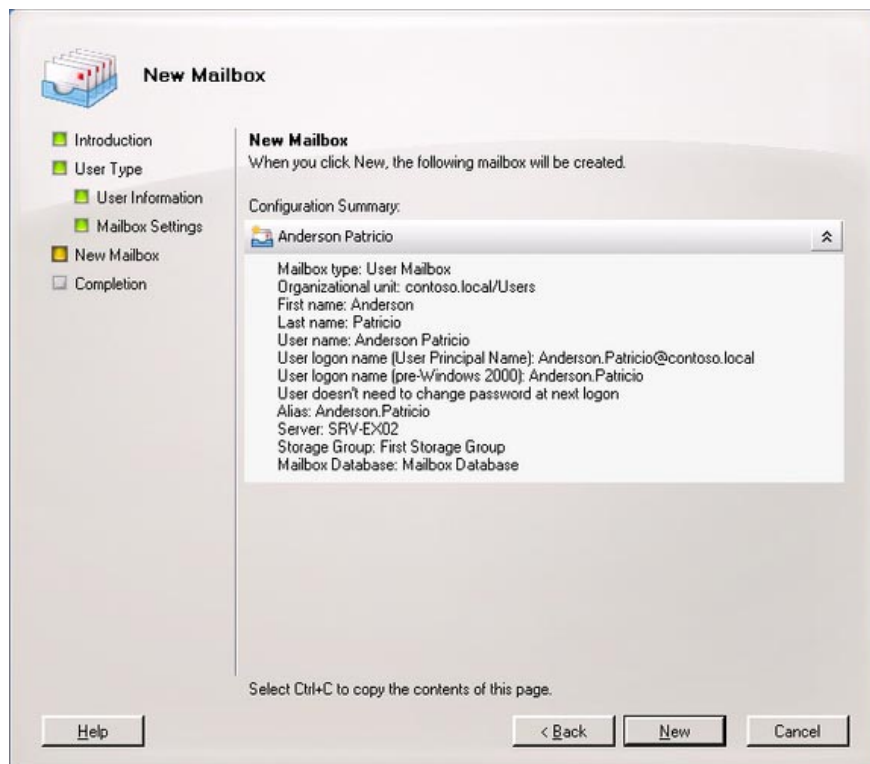 New Mailbox
Introduction
User Type
User Information
Mailbox Settings
New Mailbox
Completion
New Mailbox
When you click New, the following mailbox will be created.
Configuration Summary:
Anderson Patricio
Mailbox type: User Mailbox
Organizational unit: contoso.local/Users
First name: Anderson
Last name: Patricio
User name: Anderson Patricio
User logon name (User Principal Name): Anderson.Patricio@contoso.local
User logon name (pre-Windows 2000): Anderson.Patricio
User doesn't need to change password at next logon
Alias: Anderson.Patricio
Server: SRV-EX02
Storage Group: First Storage Group
Mailbox Database: Mailbox Database
Select Ctrl+C to copy the contents of this page.
Help
< Back
New
Cancel